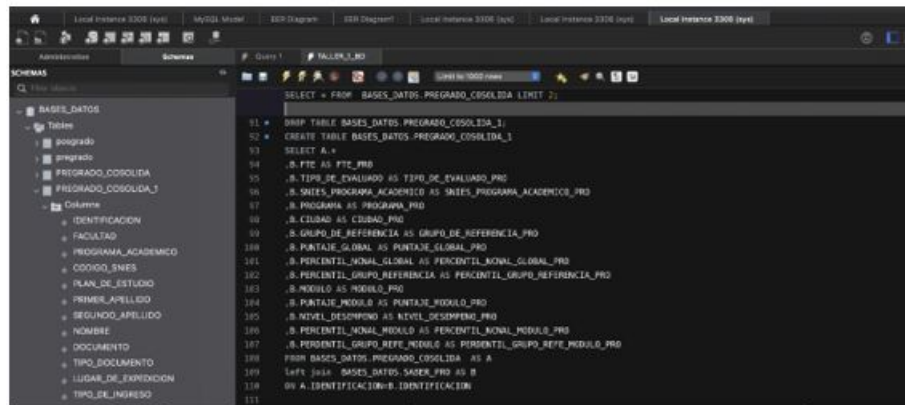 Local Instance 3306 (sys)
MySQL Model
EER Diagram
EER Diagram1
Local Instance 3306 (sys)
Local Instance 3306 (sys)
Local Instance 3306 (sys)
Administration
Schemas
Query 1
TALLER_1_BD
SCHEMAS
Limit to 1000 rows
BASES_DATOS
Tables
posgrado
pregrado
PREGRADO_COSOLIDA
PREGRADO_COSOLIDA_1
Columns
IDENTIFICACION
FACULTAD
PROGRAMA_ACADEMICO
CODIGO_SNIES
PLAN_DE_ESTUDIO
PRIMER_APELLIDO
SEGUNDO_APELLIDO
NOMBRE
DOCUMENTO
TIPO_DOCUMENTO
LUGAR_DE_EXPEDICION
TIPO_DE_INGRESO
SELECT * FROM BASES_DATOS.PREGRADO_COSOLIDA LIMIT 2;
91 DROP TABLE BASES_DATOS.PREGRADO_COSOLIDA_1;
92 CREATE TABLE BASES_DATOS.PREGRADO_COSOLIDA_1
93 SELECT A.*
94 ,B.FTE AS FTE_PRO
95 ,B.TIPO_DE_EVALUADO AS TIPO_DE_EVALUADO_PRO
96 ,B.SNIES_PROGRAMA_ACADEMICO AS SNIES_PROGRAMA_ACADEMICO_PRO
97 ,B.PROGRAMA AS PROGRAMA_PRO
98 ,B.CIUDAD AS CIUDAD_PRO
99 ,B.GRUPO_DE_REFERENCIA AS GRUPO_DE_REFERENCIA_PRO
100 ,B.PUNTAJE_GLOBAL AS PUNTAJE_GLOBAL_PRO
101 ,B.PERCENTIL_NCNAL_GLOBAL AS PERCENTIL_NCNAL_GLOBAL_PRO
102 ,B.PERCENTIL_GRUPO_REFERENCIA AS PERCENTIL_GRUPO_REFERENCIA_PRO
103 ,B.MODULO AS MODULO_PRO
104 ,B.PUNTAJE_MODULO AS PUNTAJE_MODULO_PRO
105 ,B.NIVEL_DESEMPENO AS NIVEL_DESEMPENO_PRO
106 ,B.PERCENTIL_NCNAL_MODULO AS PERCENTIL_NCNAL_MODULO_PRO
107 ,B.PERDENTIL_GRUPO_REFE_MODULO AS PERDENTIL_GRUPO_REFE_MODULO_PRO
108 FROM BASES_DATOS.PREGRADO_COSOLIDA AS A
109 left join BASES_DATOS.SABER_PRO AS B
110 ON A.IDENTIFICACION=B.IDENTIFICACION
111